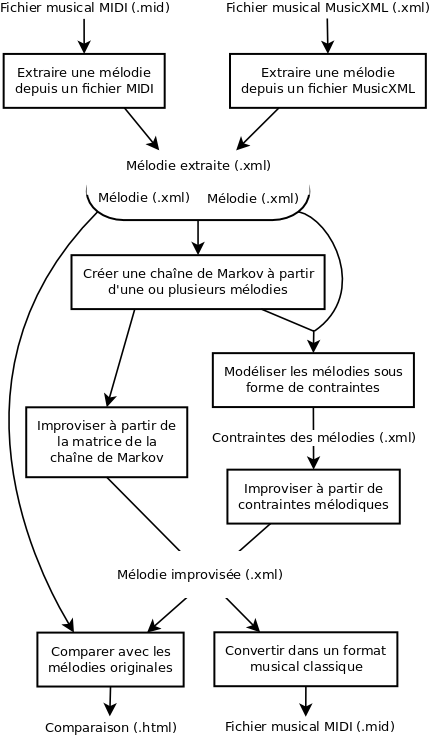 Fichier musical MIDI (.mid)
Fichier musical MusicXML (.xml)
Extraire une mélodie
depuis un fichier MIDI
Extraire une mélodie
depuis un fichier MusicXML
Mélodie extraite (.xml)
Mélodie (.xml)
Mélodie (.xml)
Créer une chaîne de Markov à partir
d'une ou plusieurs mélodies
Modéliser les mélodies sous
forme de contraintes
Improviser à partir de
la matrice de la
chaîne de Markov
Contraintes des mélodies (.xml)
Improviser à partir de
contraintes mélodiques
Mélodie improvisée (.xml)
Comparer avec les
mélodies originales
Convertir dans un format
musical classique
Comparaison (.html)
Fichier musical MIDI (.mid)